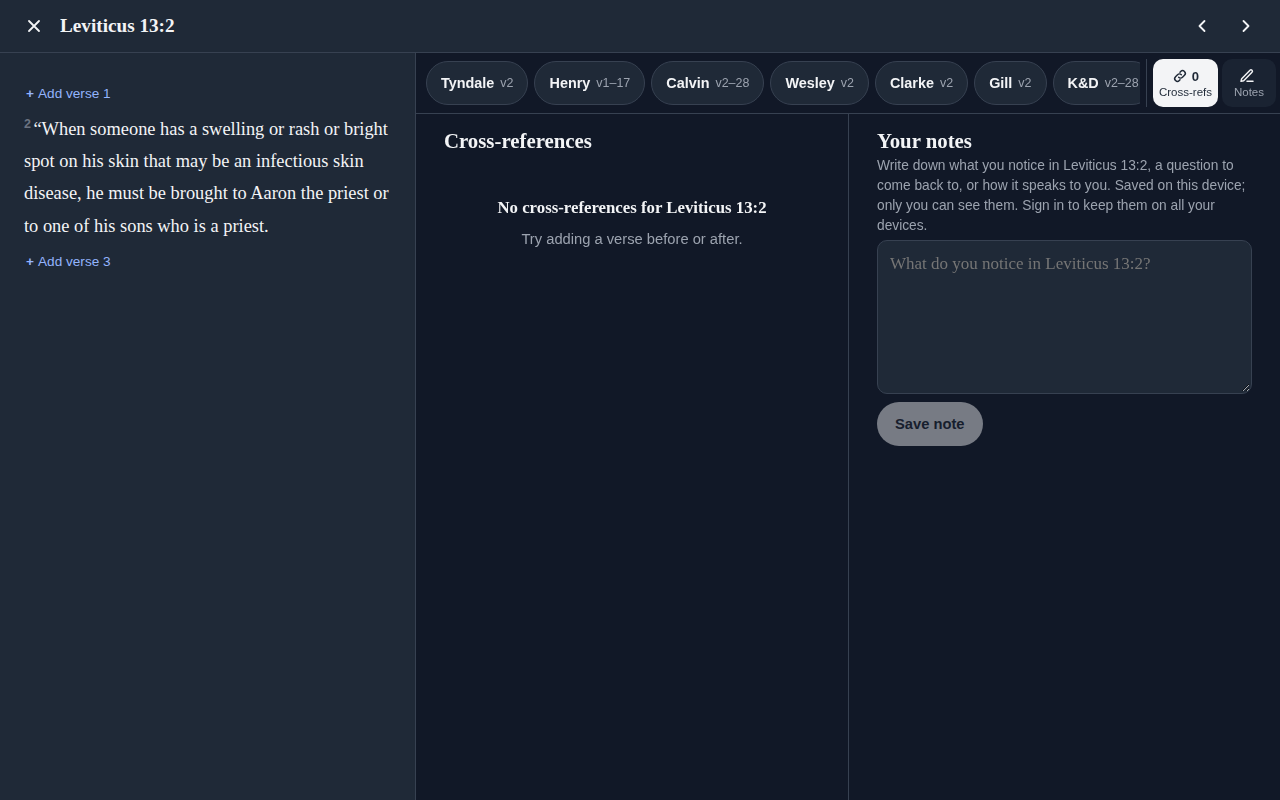 Leviticus 13:2
+ Add verse 1
2 “When someone has a swelling or rash or bright
spot on his skin that may be an infectious skin
disease, he must be brought to Aaron the priest or
to one of his sons who is a priest.
+ Add verse 3
Tyndale v2
Henry v1–17
Calvin v2–28
Wesley v2
Clarke v2
Gill v2
K&D v2–28
0
Cross-refs
Notes
Cross-references
No cross-references for Leviticus 13:2
Try adding a verse before or after.
Your notes
Write down what you notice in Leviticus 13:2, a question to
come back to, or how it speaks to you. Saved on this device;
only you can see them. Sign in to keep them on all your
devices.
What do you notice in Leviticus 13:2?
Save note